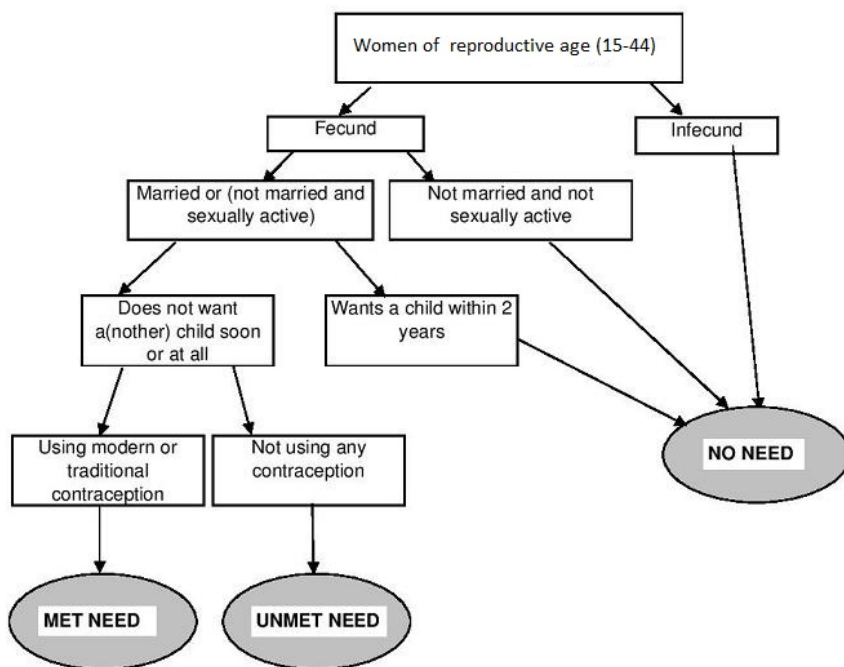 Women of reproductive age (15-44)
Fecund
Infecund
Married or (not married and
sexually active)
Not married and not
sexually active
Does not want
a(nother) child soon
or at all
Wants a child within 2
years
Using modern or
traditional
contraception
Not using any
contraception
NO NEED
MET NEED
UNMET NEED